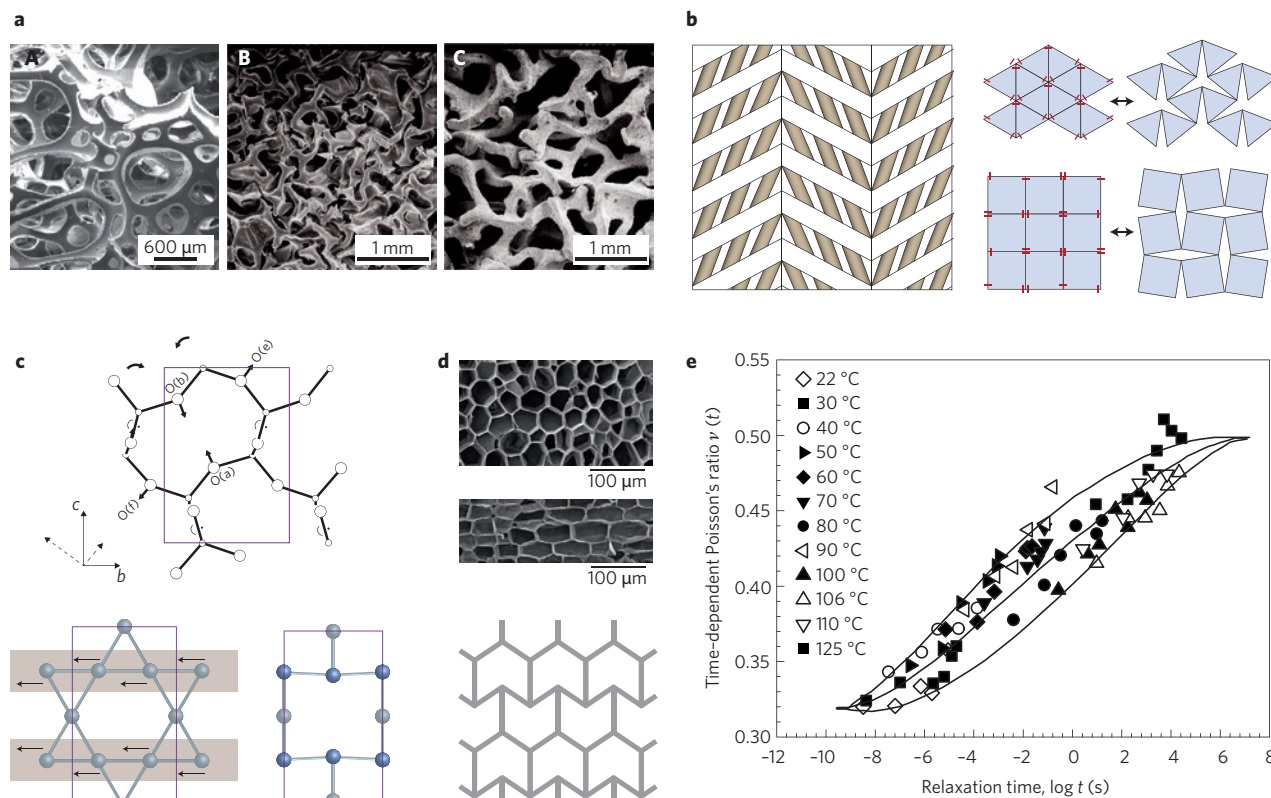 a
A
600 µm
B
1 mm
C
1 mm
b
c
O(b)
O(e)
O(a)
O(f)
c
b
d
100 µm
100 µm
e
Time-dependent Poisson's ratio ν (t)
0.55
0.50
0.45
0.40
0.35
0.30
22 °C
30 °C
40 °C
50 °C
60 °C
70 °C
80 °C
90 °C
100 °C
106 °C
110 °C
125 °C
−12 −10 −8 −6 −4 −2 0 2 4 6 8
Relaxation time, log t (s)